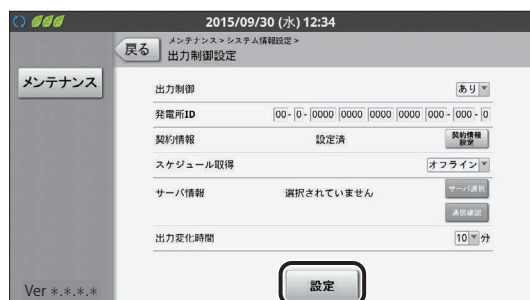 2015/09/30 (水) 12:34
戻る
メンテナンス > システム情報設定 >
出力制御設定
メンテナンス
出力制御 あり
発電所ID 00 - 0 - 0000 0000 0000 0000 000 - 000 - 0
契約情報 設定済 契約情報
設定
スケジュール取得 オフライン
サーバ情報 選択されていません サーバ選択
通信確認
出力変化時間 10 分
設定
Ver *.*.*.*